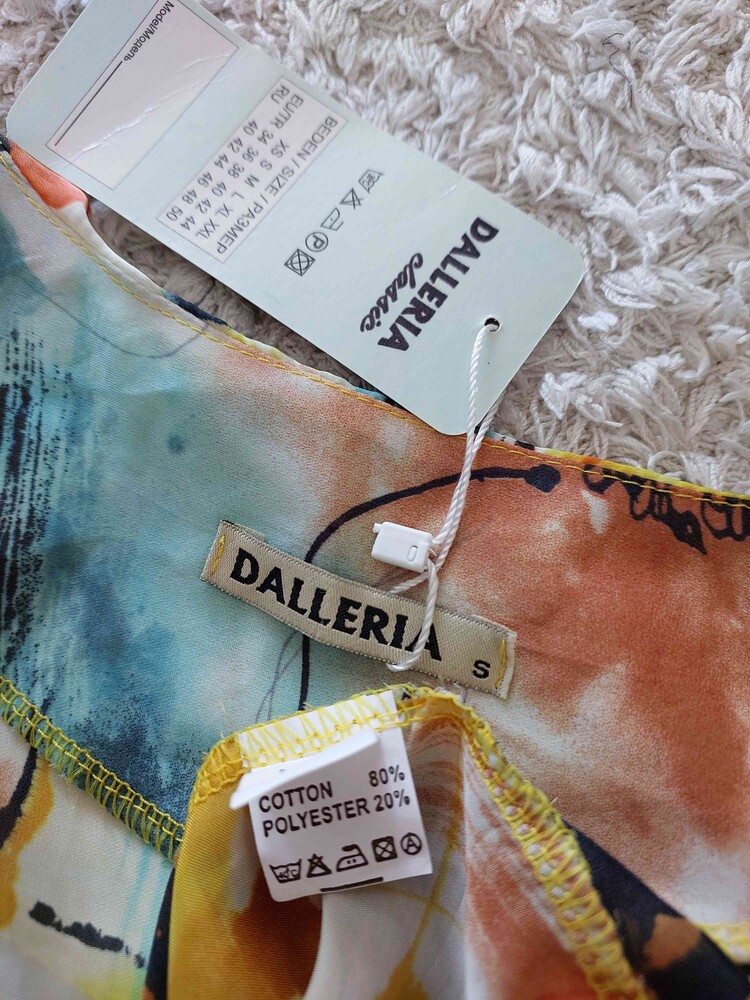 DALLERIA
classic
P
BEDEN / SIZE / РАЗМЕР
XS S M L XL XXL
EU/TR 34 36 38 40 42 44
RU 40 42 44 46 48 50
Model/Модель
DALLERIA
S
COTTON 80%
POLYESTER 20%
A